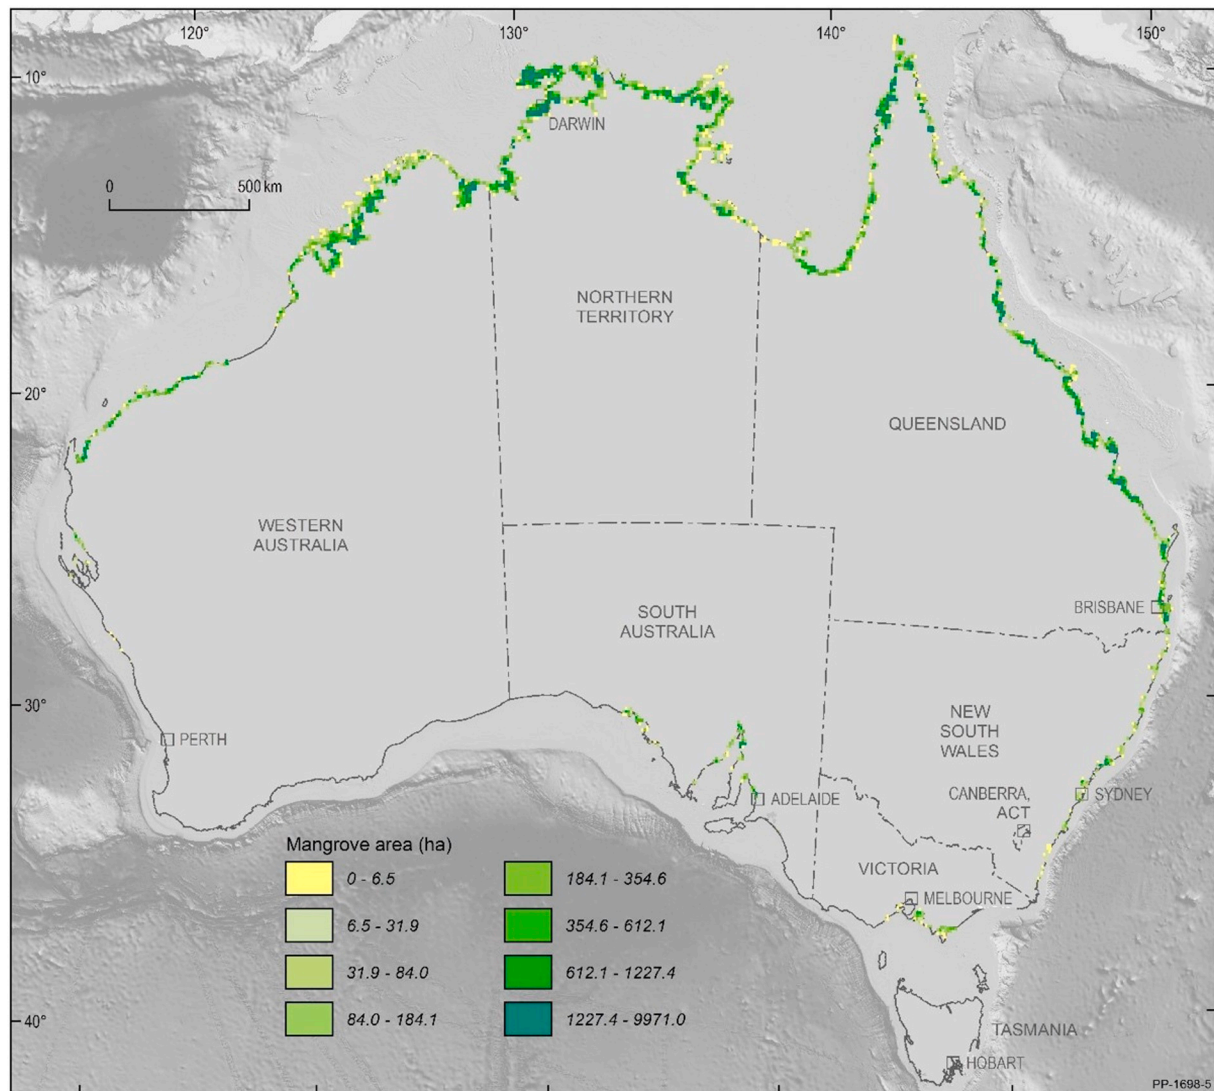 120°
130°
140°
150°
10°
DARWIN
0 500 km
NORTHERN
TERRITORY
20°
QUEENSLAND
WESTERN
AUSTRALIA
SOUTH
AUSTRALIA
BRISBANE
30°
NEW
SOUTH
WALES
PERTH
CANBERRA,
ACT
SYDNEY
ADELAIDE
VICTORIA
MELBOURNE
Mangrove area (ha)
0 - 6.5
6.5 - 31.9
31.9 - 84.0
84.0 - 184.1
184.1 - 354.6
354.6 - 612.1
612.1 - 1227.4
1227.4 - 9971.0
40°
TASMANIA
HOBART
PP-1698-5